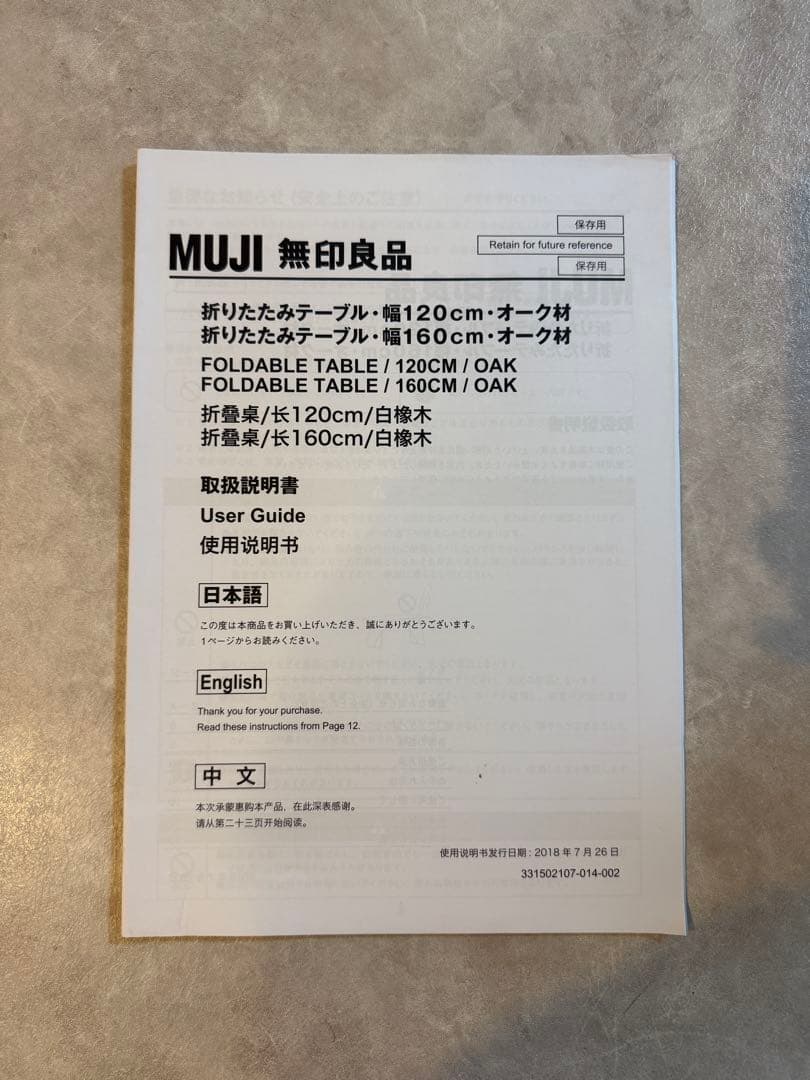 保存用
Retain for future reference
保存用
MUJI 無印良品
折りたたみテーブル・幅120cm・オーク材
折りたたみテーブル・幅160cm・オーク材
FOLDABLE TABLE / 120CM / OAK
FOLDABLE TABLE / 160CM / OAK
折叠桌/长120cm/白橡木
折叠桌/长160cm/白橡木
取扱説明書
User Guide
使用说明书
日本語
この度は本商品をお買い上げいただき、誠にありがとうございます。
1ページからお読みください。
English
Thank you for your purchase.
Read these instructions from Page 12.
中 文
本次承蒙惠购本产品，在此深表感谢。
请从第二十三页开始阅读。
使用说明书发行日期：2018 年 7 月 26 日
331502107-014-002